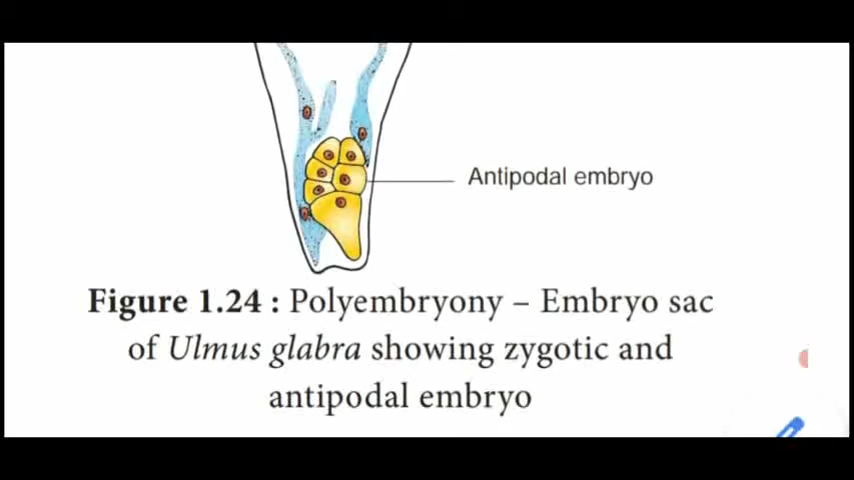 Antipodal embryo
Figure 1.24 : Polyembryony – Embryo sac
of Ulmus glabra showing zygotic and
antipodal embryo